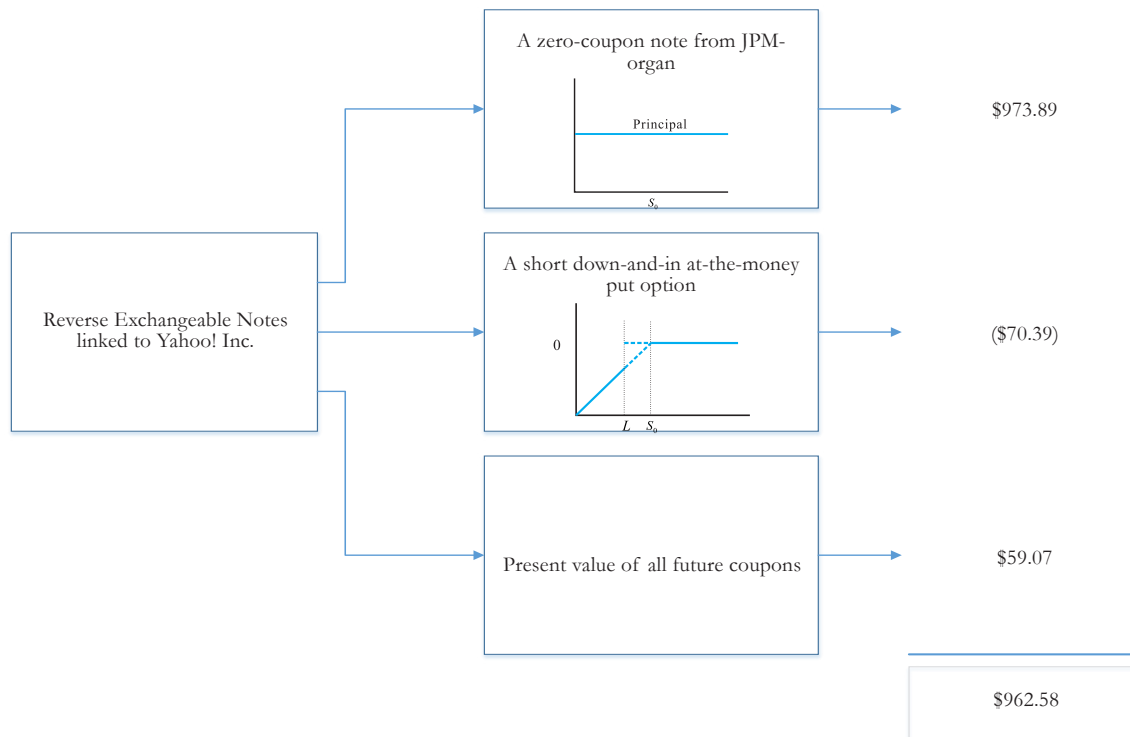 A zero-coupon note from JPM-
organ
Principal
S₀
$973.89
Reverse Exchangeable Notes
linked to Yahoo! Inc.
A short down-and-in at-the-money
put option
0
L S₀
($70.39)
Present value of all future coupons
$59.07
$962.58